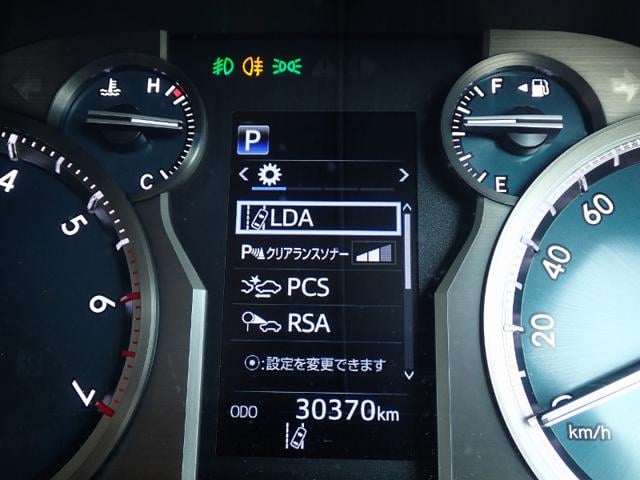 H
C
F
E
P
LDA
P クリアランスソナー
PCS
RSA
:設定を変更できます
ODO 30370km
4
5
6
7
60
40
20
0
km/h